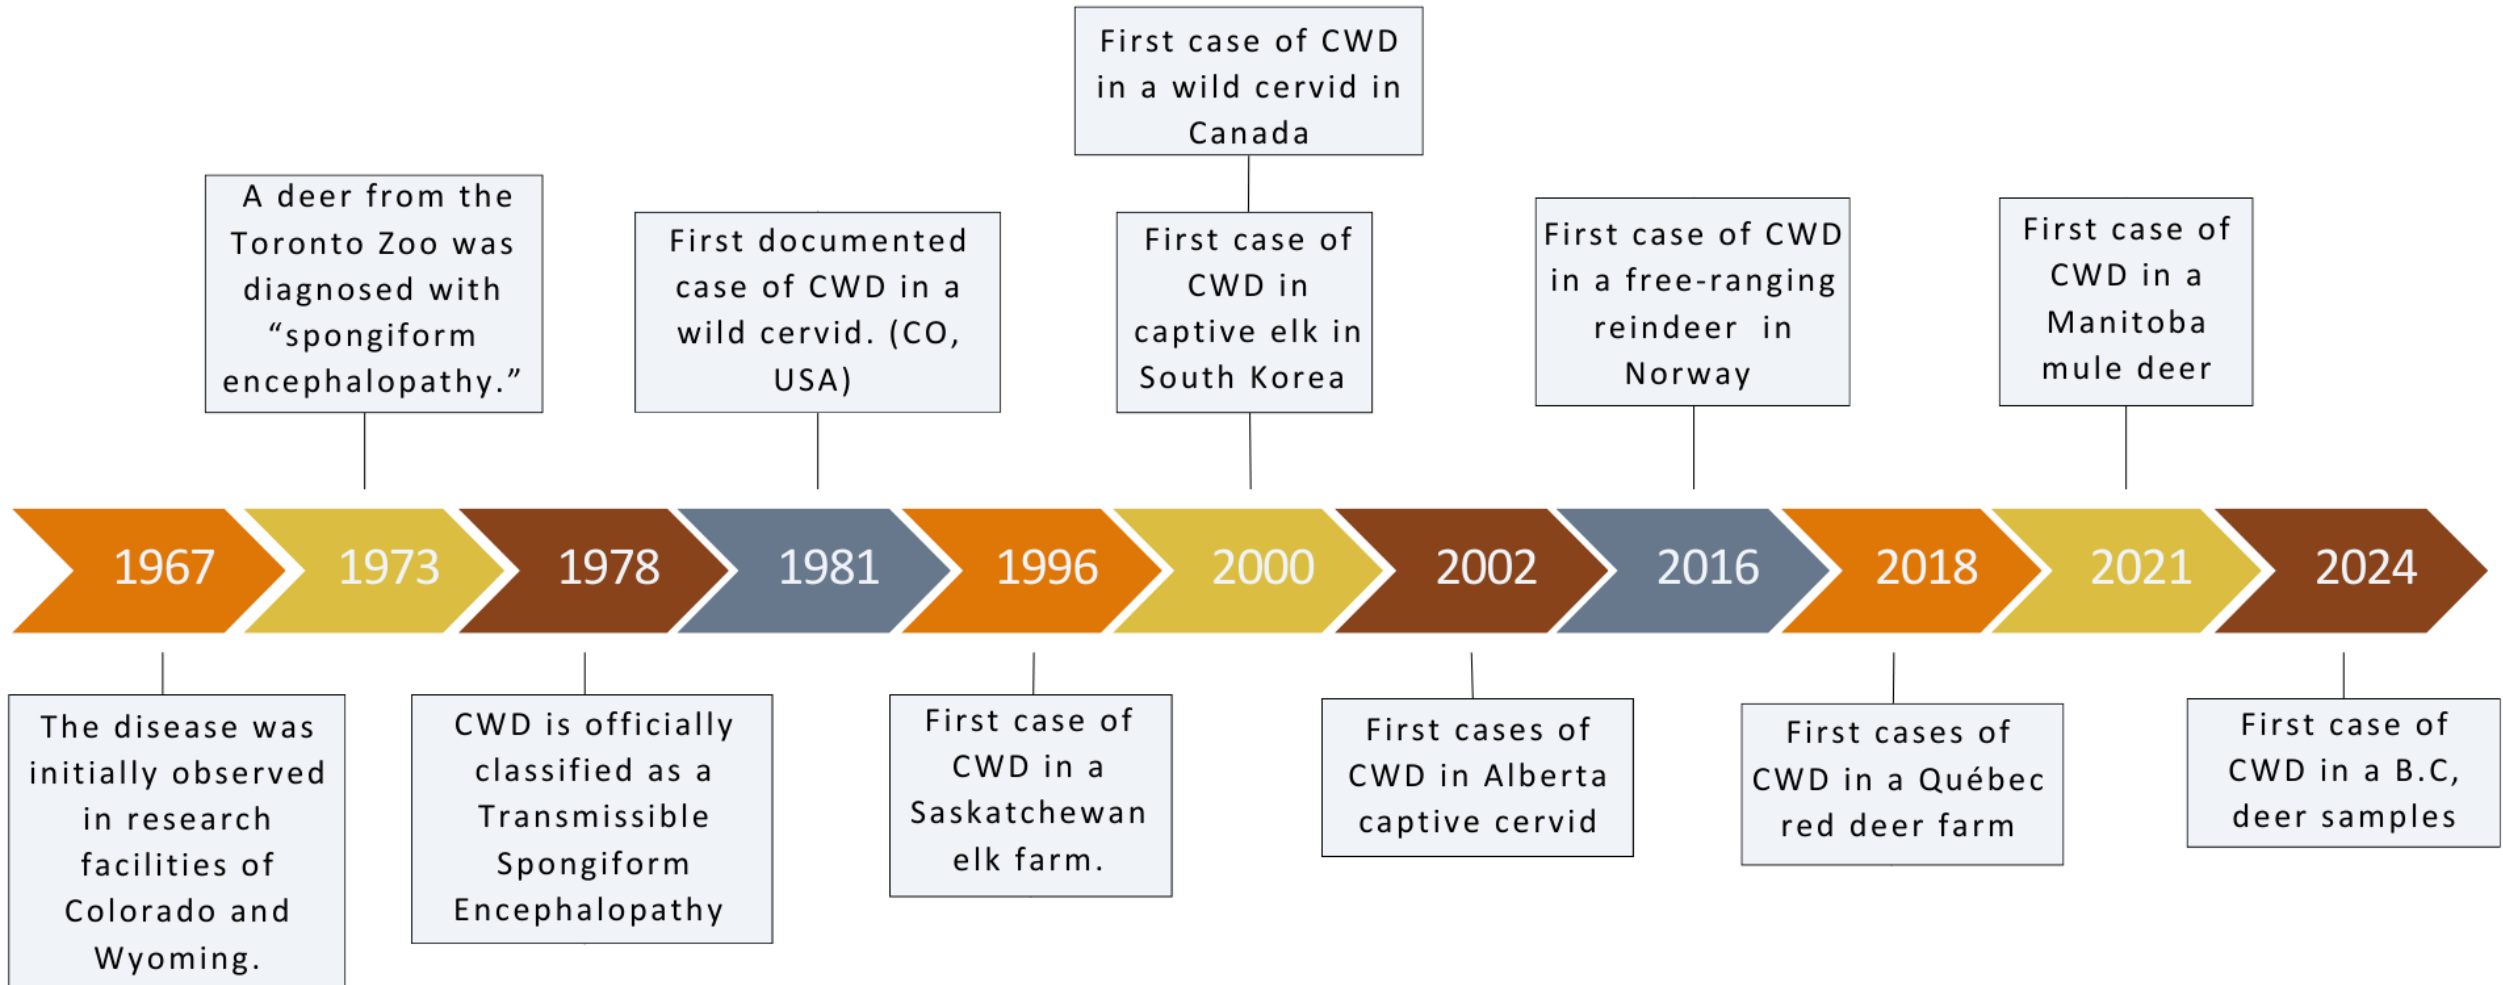 First case of CWD
in a wild cervid in
Canada
A deer from the
Toronto Zoo was
diagnosed with
“spongiform
encephalopathy.”
First documented
case of CWD in a
wild cervid. (CO,
USA)
First case of
CWD in
captive elk in
South Korea
First case of CWD
in a free-ranging
reindeer in
Norway
First case of
CWD in a
Manitoba
mule deer
1967
1973
1978
1981
1996
2000
2002
2016
2018
2021
2024
The disease was
initially observed
in research
facilities of
Colorado and
Wyoming.
CWD is officially
classified as a
Transmissible
Spongiform
Encephalopathy
First case of
CWD in a
Saskatchewan
elk farm.
First cases of
CWD in Alberta
captive cervid
First cases of
CWD in a Québec
red deer farm
First case of
CWD in a B.C,
deer samples